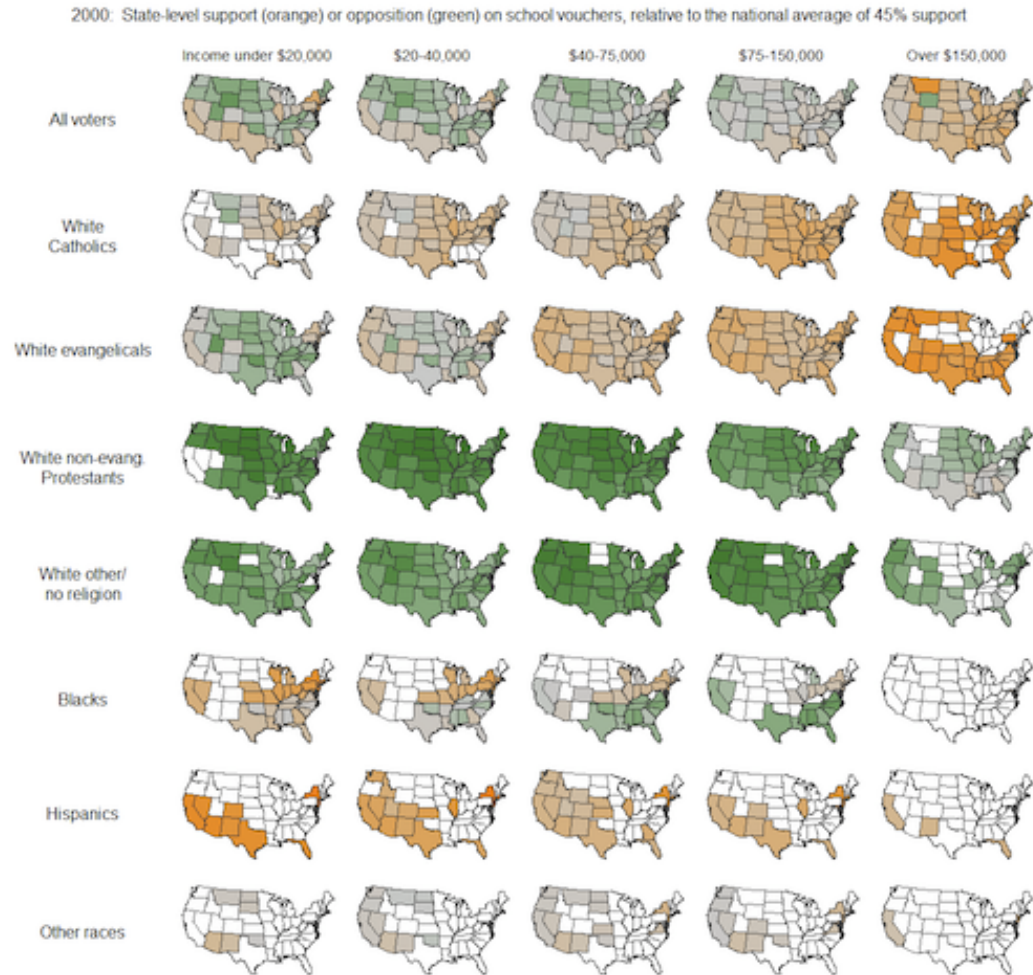 2000: State-level support (orange) or opposition (green) on school vouchers, relative to the national average of 45% support
Income under $20,000 $20-40,000 $40-75,000 $75-150,000 Over $150,000
All voters
White
Catholics
White evangelicals
White non-evang.
Protestants
White other/
no religion
Blacks
Hispanics
Other races